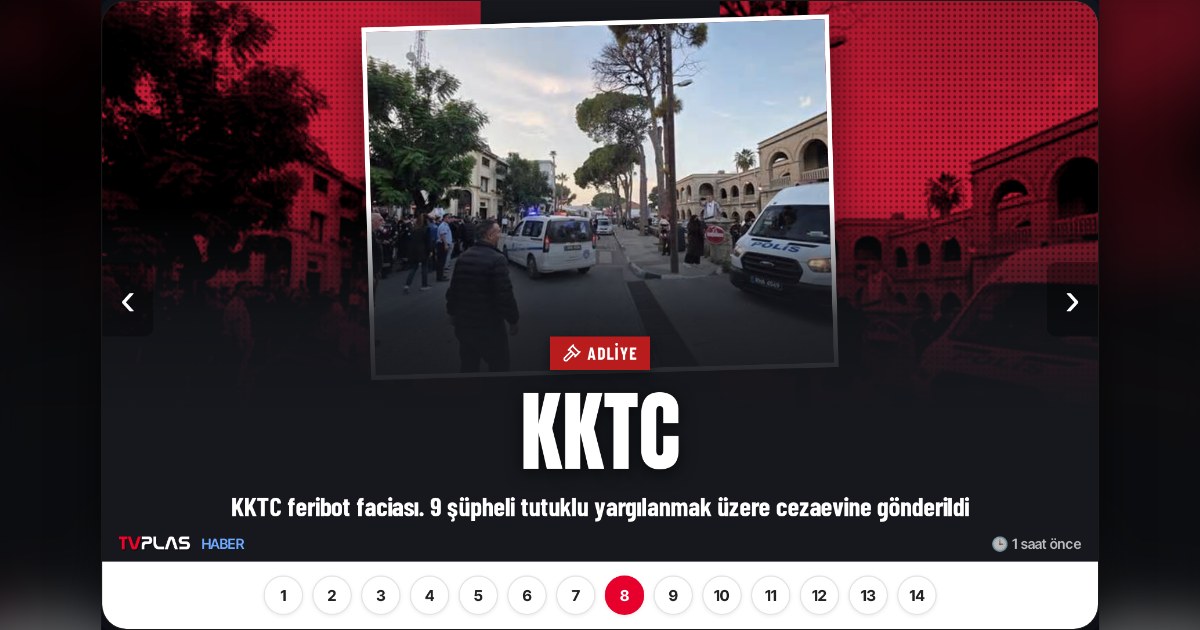 POLİS
ADLİYE
KKTC
KKTC feribot faciası. 9 şüpheli tutuklu yargılanmak üzere cezaevine gönderildi
TVPLAS HABER
1 saat önce
1 2 3 4 5 6 7 8 9 10 11 12 13 14